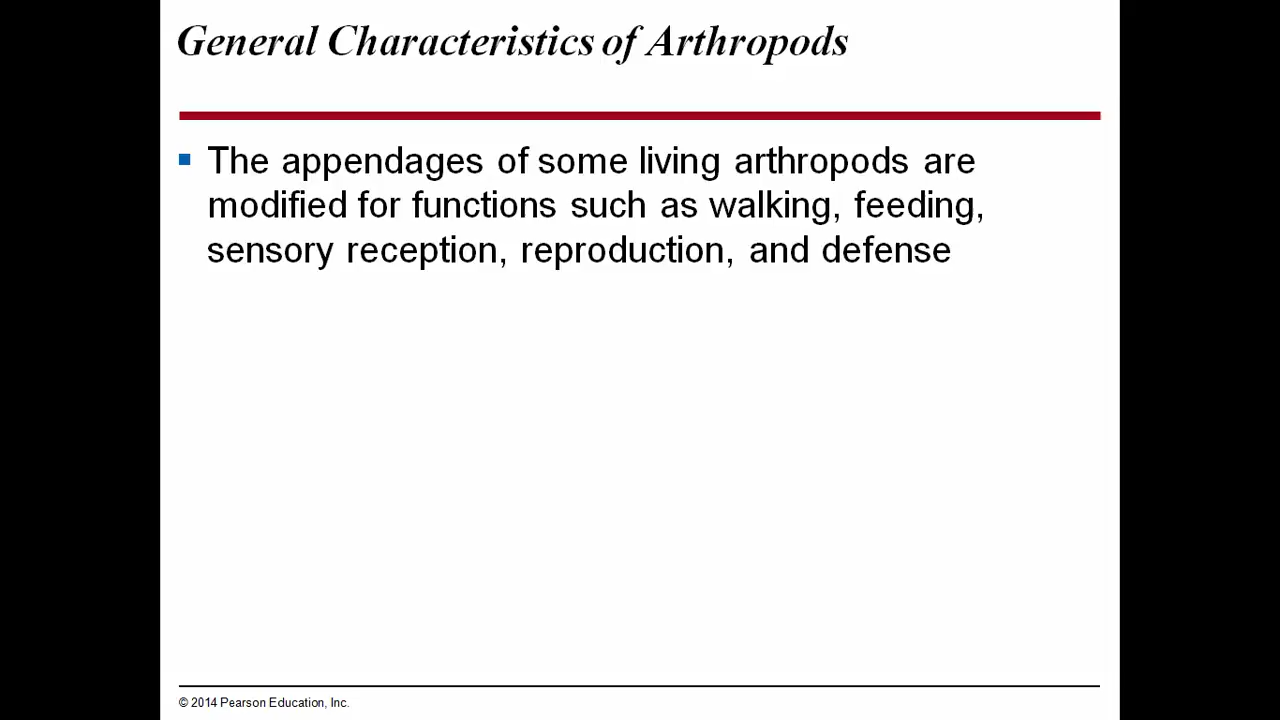 General Characteristics of Arthropods
The appendages of some living arthropods are
modified for functions such as walking, feeding,
sensory reception, reproduction, and defense
© 2014 Pearson Education, Inc.